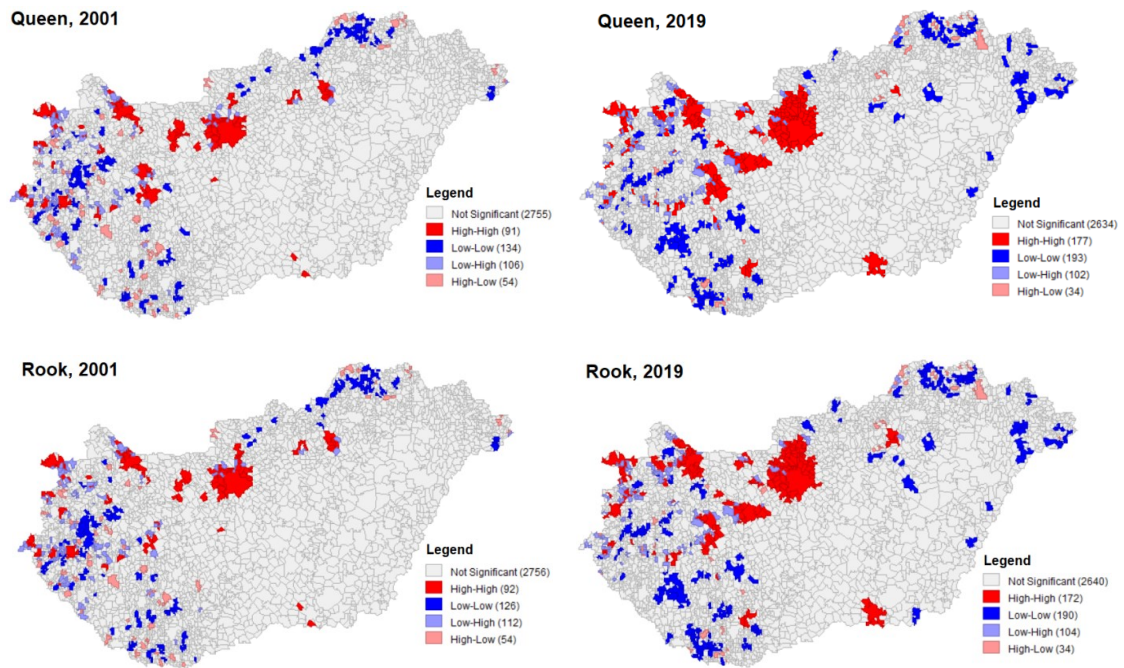 Queen, 2001
Legend
Not Significant (2755)
High-High (91)
Low-Low (134)
Low-High (106)
High-Low (54)
Queen, 2019
Legend
Not Significant (2634)
High-High (177)
Low-Low (193)
Low-High (102)
High-Low (34)
Rook, 2001
Legend
Not Significant (2756)
High-High (92)
Low-Low (126)
Low-High (112)
High-Low (54)
Rook, 2019
Legend
Not Significant (2640)
High-High (172)
Low-Low (190)
Low-High (104)
High-Low (34)